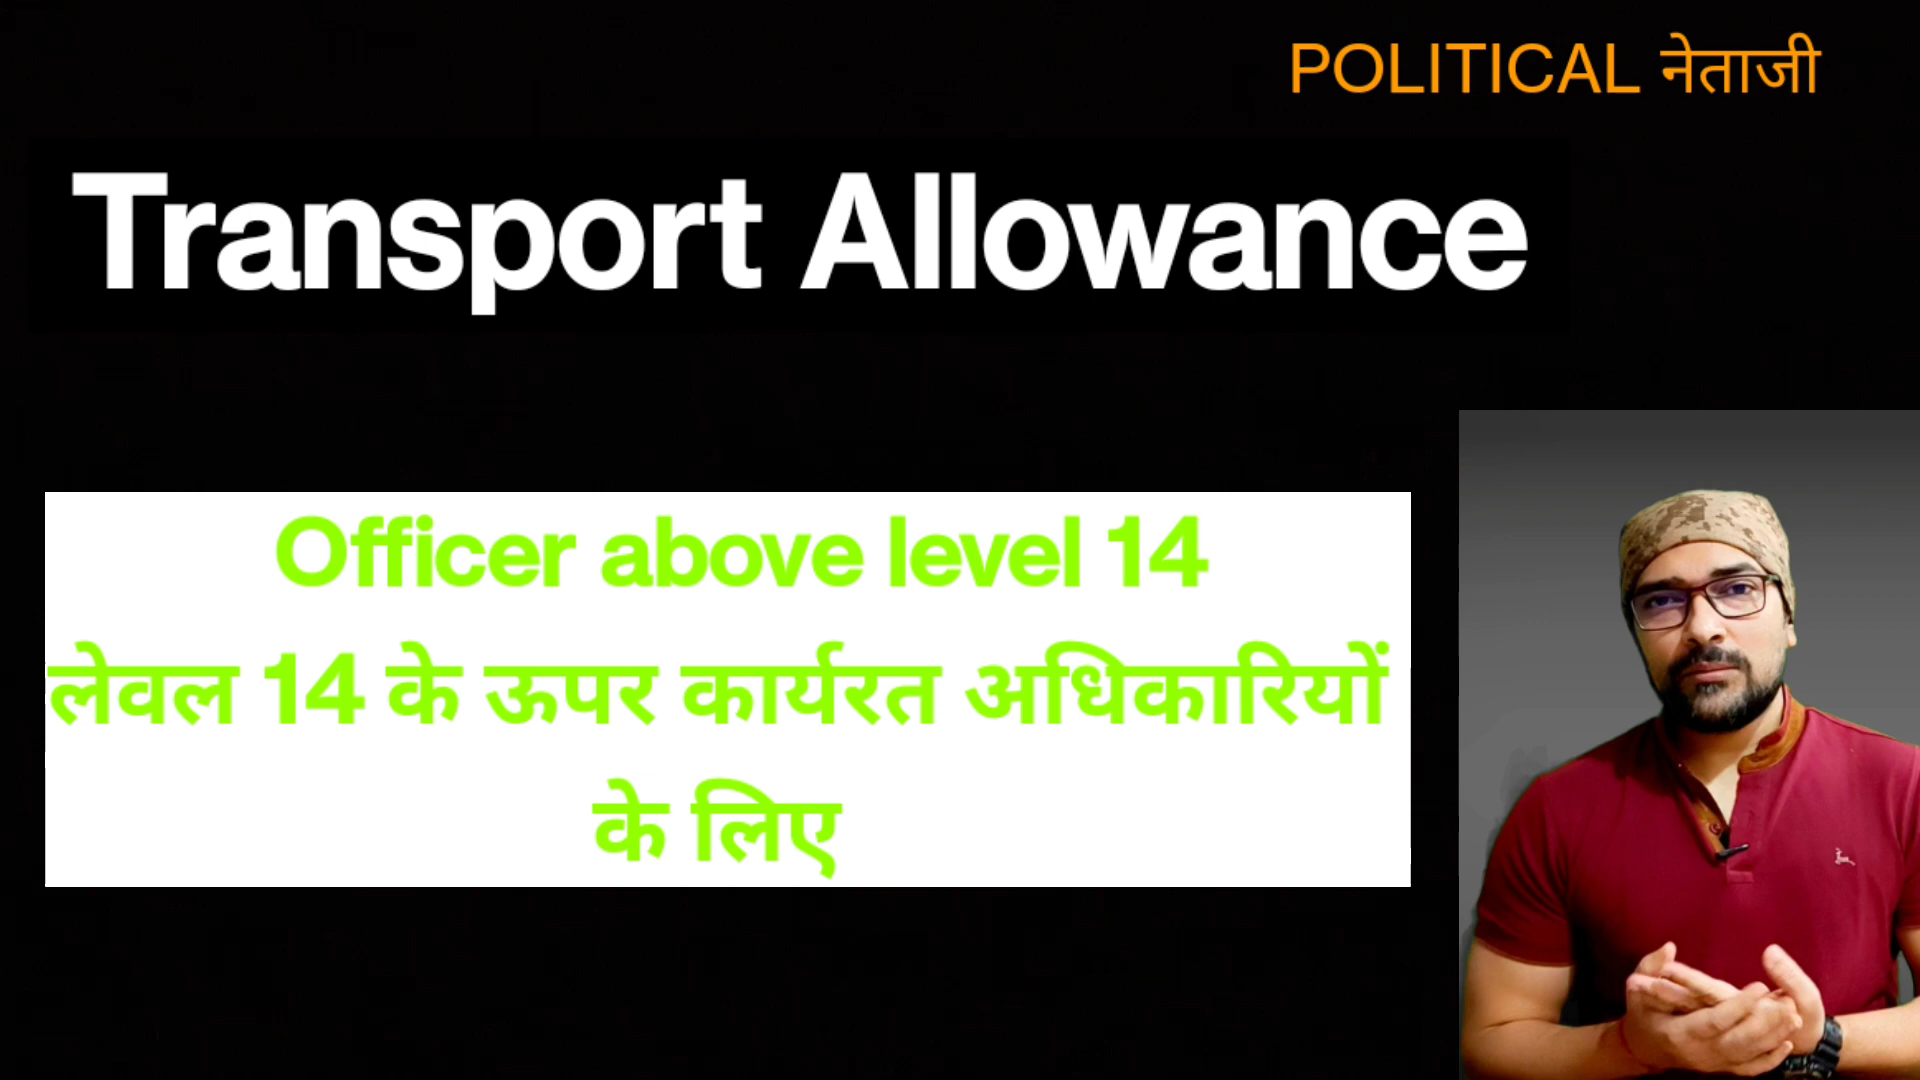 POLITICAL नेताजी
Transport Allowance
Officer above level 14
लेवल 14 के ऊपर कार्यरत अधिकारियों
के लिए